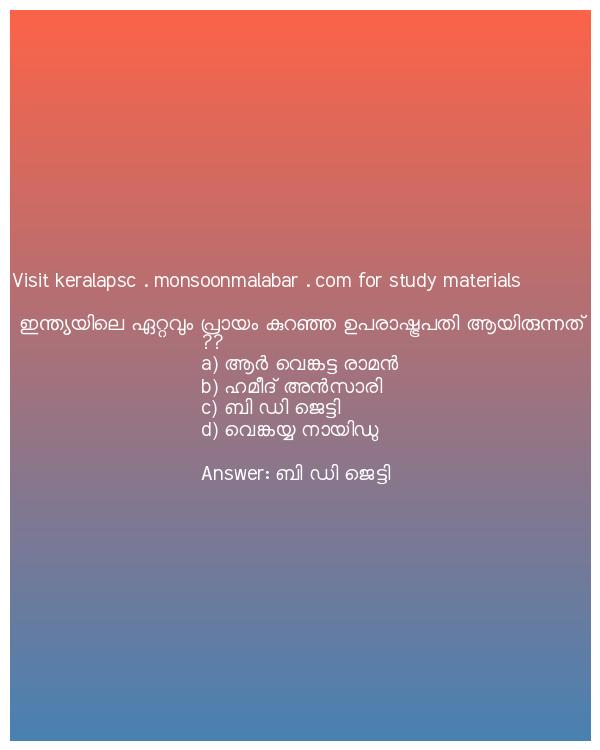 Visit keralapsc . monsoonmalabar . com for study materials
ഇന്ത്യയിലെ ഏറ്റവും പ്രായം കുറഞ്ഞ ഉപരാഷ്ട്രപതി ആയിരുന്നത്
??
a) ആർ വെങ്കട്ട രാമൻ
b) ഹമീദ് അൻസാരി
c) ബി ഡി ജെട്ടി
d) വെങ്കയ്യ നായിഡു
Answer: ബി ഡി ജെട്ടി